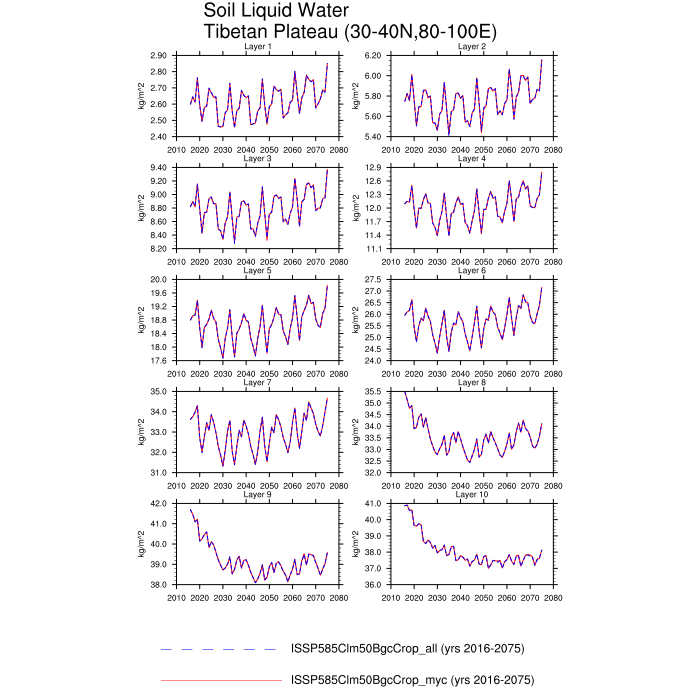 Soil Liquid Water
Tibetan Plateau (30-40N,80-100E)
Layer 1
Layer 2
2.90
2.80
2.70
2.60
2.50
2.40
kg/m^2
2010 2020 2030 2040 2050 2060 2070 2080
6.20
6.00
5.80
5.60
5.40
kg/m^2
2010 2020 2030 2040 2050 2060 2070 2080
Layer 3
Layer 4
9.40
9.20
9.00
8.80
8.60
8.40
8.20
kg/m^2
2010 2020 2030 2040 2050 2060 2070 2080
12.9
12.6
12.3
12.0
11.7
11.4
11.1
kg/m^2
2010 2020 2030 2040 2050 2060 2070 2080
Layer 5
Layer 6
20.0
19.6
19.2
18.8
18.4
18.0
17.6
kg/m^2
2010 2020 2030 2040 2050 2060 2070 2080
27.5
27.0
26.5
26.0
25.5
25.0
24.5
24.0
kg/m^2
2010 2020 2030 2040 2050 2060 2070 2080
Layer 7
Layer 8
35.0
34.0
33.0
32.0
31.0
kg/m^2
2010 2020 2030 2040 2050 2060 2070 2080
35.5
35.0
34.5
34.0
33.5
33.0
32.5
32.0
kg/m^2
2010 2020 2030 2040 2050 2060 2070 2080
Layer 9
Layer 10
42.0
41.0
40.0
39.0
38.0
kg/m^2
2010 2020 2030 2040 2050 2060 2070 2080
41.0
40.0
39.0
38.0
37.0
36.0
kg/m^2
2010 2020 2030 2040 2050 2060 2070 2080
ISSP585Clm50BgcCrop_all (yrs 2016-2075)
ISSP585Clm50BgcCrop_myc (yrs 2016-2075)